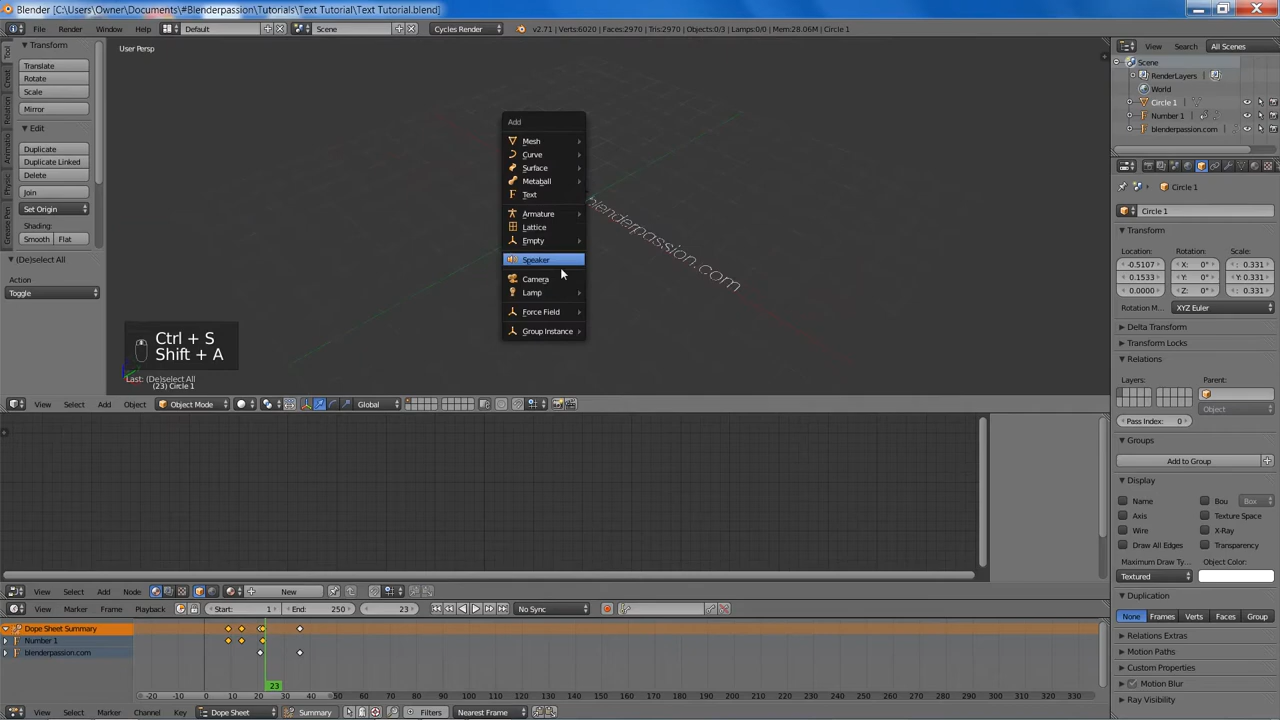 Blender [C:\Users\Owner\Documents\#Blenderpassion\Tutorials\Text Tutorial\Text Tutorial.blend]
File Render Window Help Default Scene Cycles Render v2.71 | Verts:6020 | Faces:2970 | Tris:2970 | Objects:0/3 | Lamps:0/0 | Mem:28.06M | Circle 1
Transform
Translate
Rotate
Scale
Mirror
Edit
Duplicate
Duplicate Linked
Delete
Join
Set Origin
Shading:
Smooth Flat
(De)select All
Action
Toggle
Tool
Creat
Relation
Animatio
Physic
Grease Pen
User Persp
Add
Mesh
Curve
Surface
Metaball
Text
Armature
Lattice
Empty
Speaker
Camera
Lamp
Force Field
Group Instance
blenderpassion.com
Ctrl + S
Shift + A
Last: (De)select All
(23) Circle 1
View Select Add Object Object Mode Global
View Select Add Node New
View Marker Frame Playback Start: 1 End: 250 23 No Sync
Dope Sheet Summary
Number 1
blenderpassion.com
23
-20 -10 0 10 20 30 40 50 60 70 80 90 100 110 120 130 140 150 160 170 180 190 200 210 220 230 240 250 260 270 280 290 300 310 320 330
View Select Marker Channel Key Dope Sheet Summary Filters Nearest Frame
View Search All Scenes
Scene
RenderLayers
World
Circle 1
Number 1
blenderpassion.com
Circle 1
Circle 1
Transform
Location: Rotation: Scale:
-0.5107 X: 0° X: 0.331
0.1533 Y: 0° Y: 0.331
0.0000 Z: 0° : 0.331
Rotation M XYZ Euler
Delta Transform
Transform Locks
Relations
Layers: Parent:
Object
Pass Index: 0
Groups
Add to Group
Display
Name Bou Box
Axis Texture Space
Wire X-Ray
Draw All Edges Transparency
Maximum Draw Ty... Object Color:
Textured
Duplication
None Frames Verts Faces Group
Relations Extras
Motion Paths
Custom Properties
Motion Blur
Ray Visibility